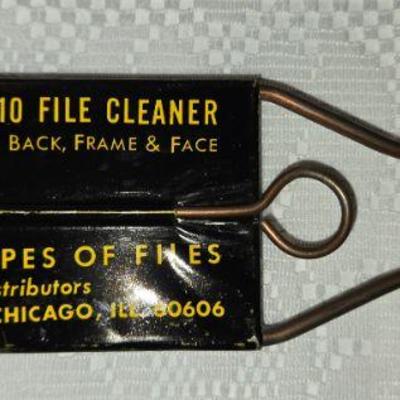 10 FILE CLEANER
BACK, FRAME & FACE
PES OF FILES
stributors
CHICAGO, ILL. 60606